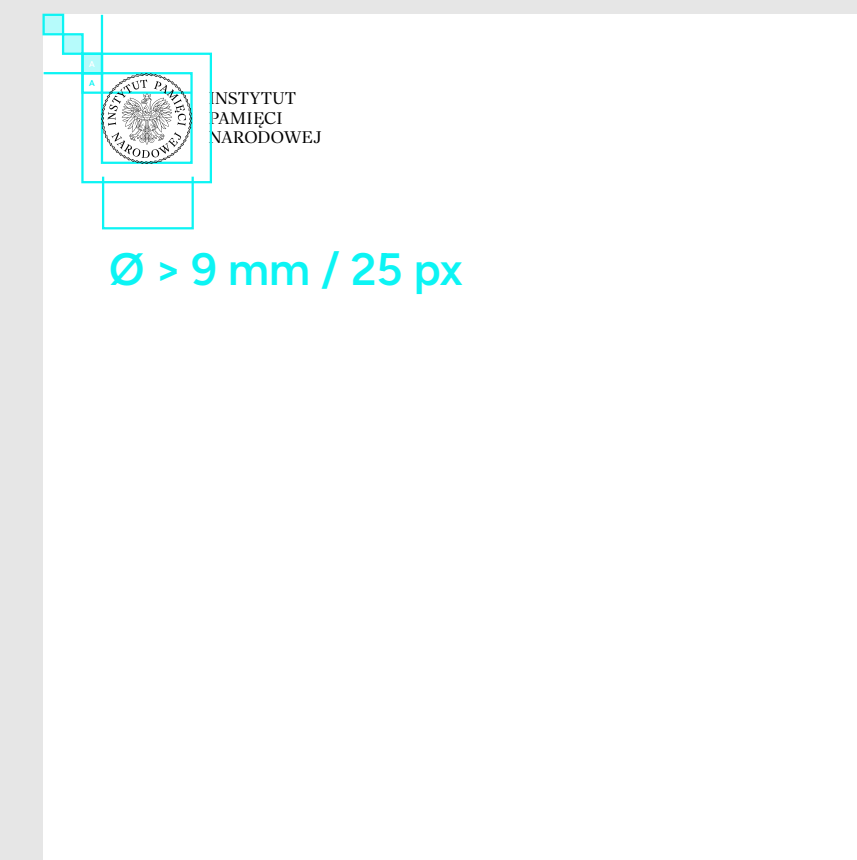 A
A
INSTYTUT PAMIĘCI
NARODOWEJ
INSTYTUT
PAMIĘCI
NARODOWEJ
Ø > 9 mm / 25 px